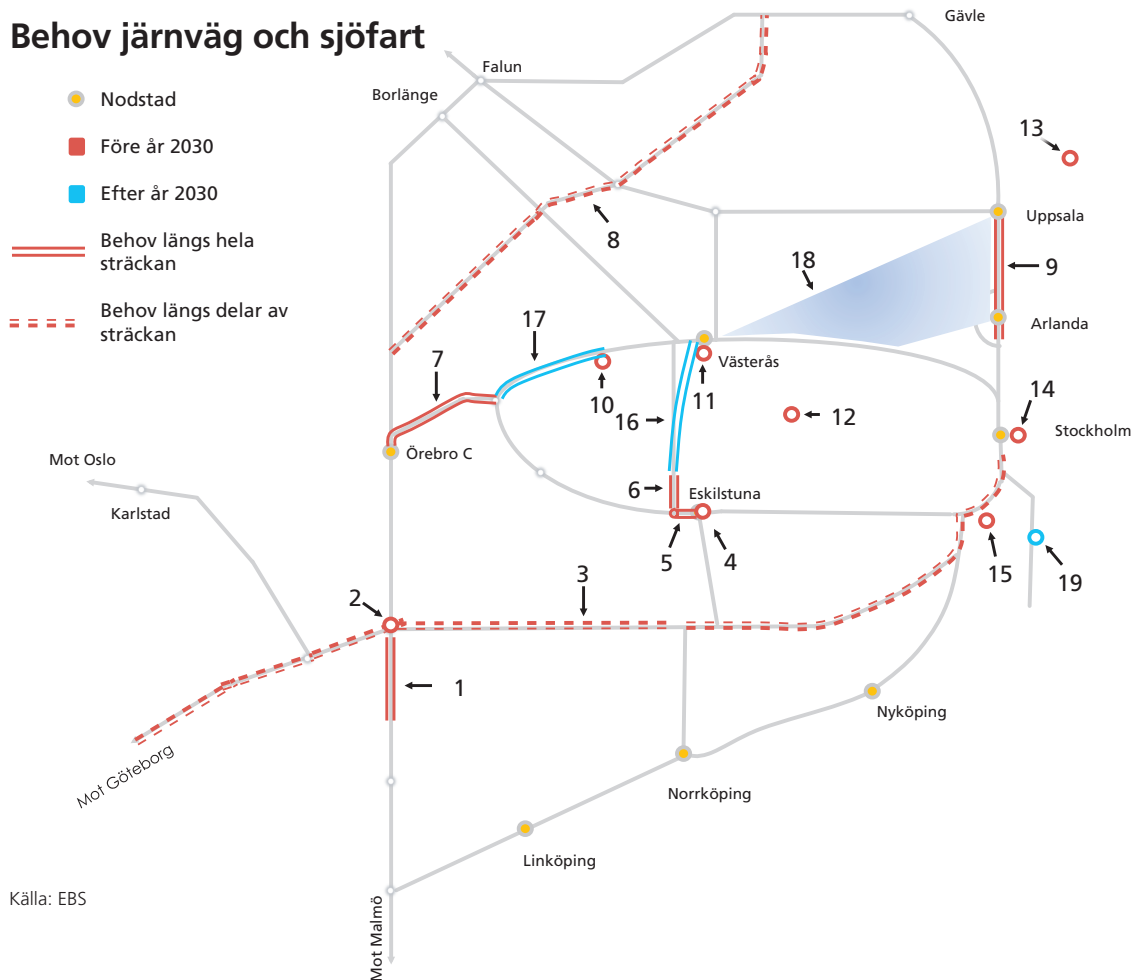 Behov järnväg och sjöfart
Nodstad
Före år 2030
Efter år 2030
Behov längs hela
sträckan
Behov längs delar av
sträckan
Gävle
Falun
Borlänge
13
Uppsala
8
18
9
Arlanda
17
7
Västerås
10
11
16
12
14
Stockholm
Örebro C
Mot Oslo
Karlstad
6
Eskilstuna
5
4
15
19
2
3
1
Nyköping
Mot Göteborg
Norrköping
Linköping
Källa: EBS
Mot Malmö